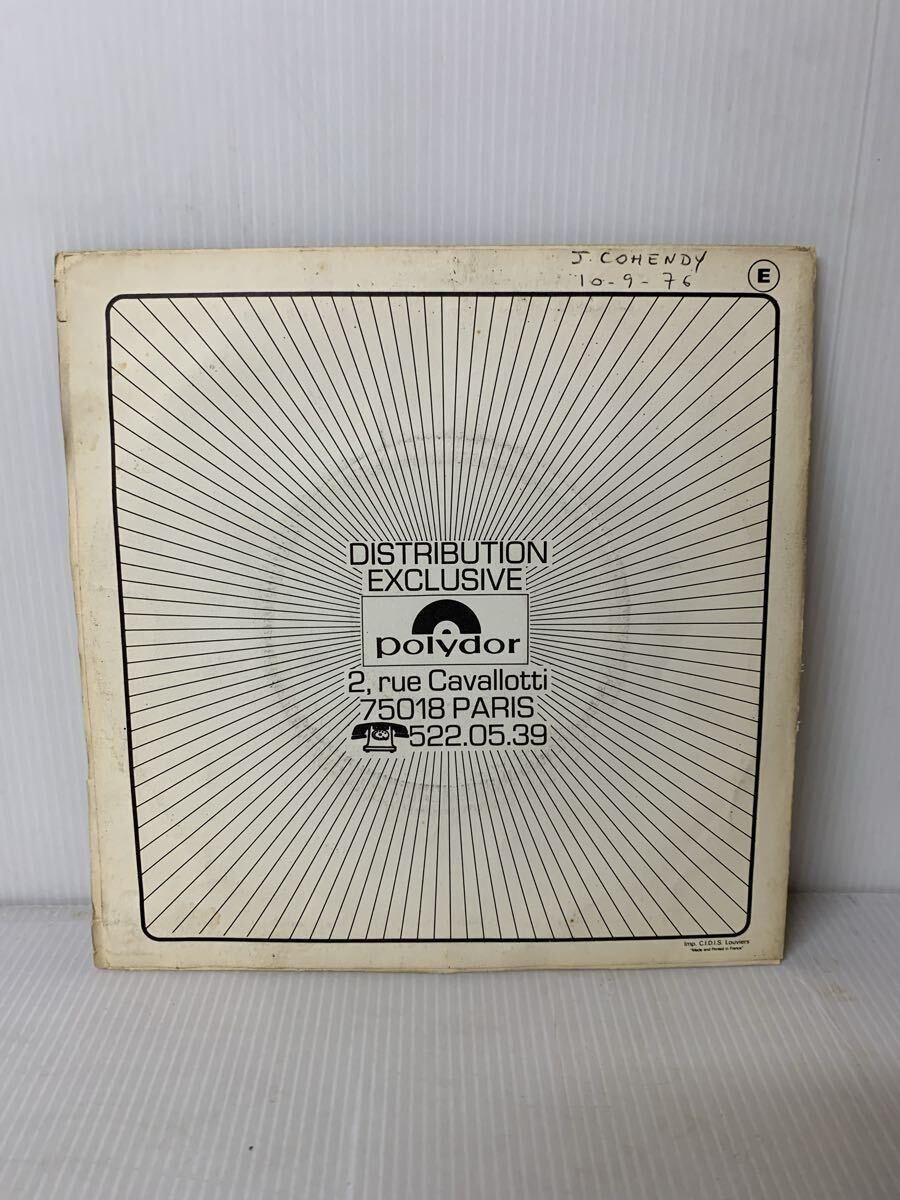 J. COHENDY
10-9-76
E
DISTRIBUTION
EXCLUSIVE
polydor
2, rue Cavallotti
75018 PARIS
522.05.39
Imp. C.I.D.I.S. Louviers
"Made and Printed in France"